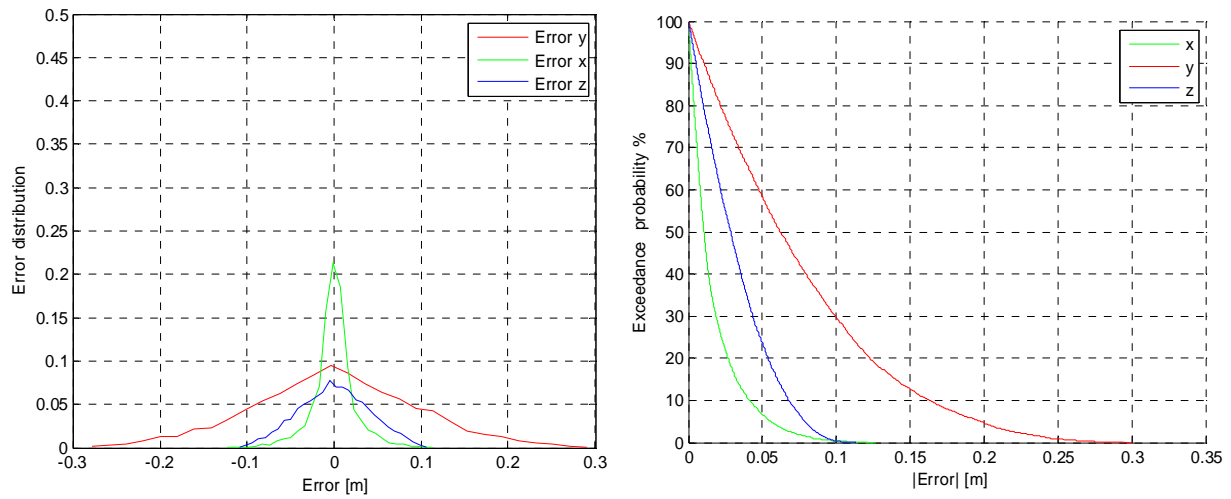 0.5
0.45
0.4
0.35
0.3
0.25
0.2
0.15
0.1
0.05
0
Error distribution
-0.3 -0.2 -0.1 0 0.1 0.2 0.3
Error [m]
Error y
Error x
Error z
100
90
80
70
60
50
40
30
20
10
0
Exceedance probability %
0 0.05 0.1 0.15 0.2 0.25 0.3 0.35
|Error| [m]
x
y
z